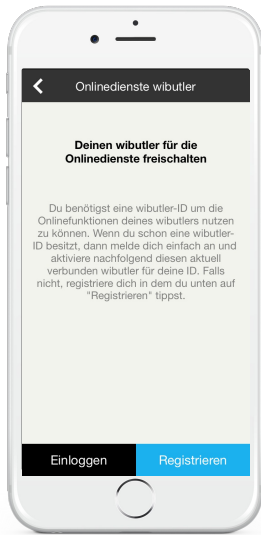 Onlinedienste wibutler
Deinen wibutler für die
Onlinedienste freischalten
Du benötigst eine wibutler-ID um die
Onlinefunktionen deines wibutlers nutzen
zu können. Wenn du schon eine wibutler-
ID besitzt, dann melde dich einfach an und
aktiviere nachfolgend diesen aktuell
verbunden wibutler für deine ID. Falls
nicht, registriere dich in dem du unten auf
"Registrieren" tippst.
Einloggen Registrieren